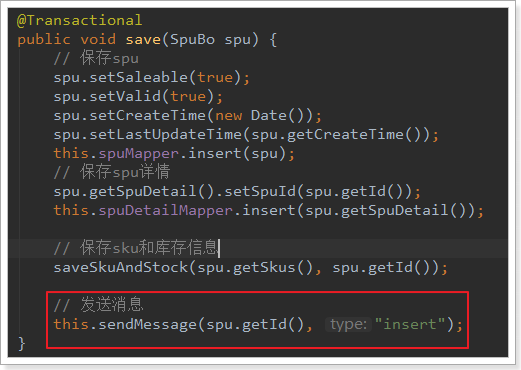 @Transactional
public void save(SpuBo spu) {
// 保存spu
spu.setSaleable(true);
spu.setValid(true);
spu.setCreateTime(new Date());
spu.setLastUpdateTime(spu.getCreateTime());
this.spuMapper.insert(spu);
// 保存spu详情
spu.getSpuDetail().setSpuId(spu.getId());
this.spuDetailMapper.insert(spu.getSpuDetail());
// 保存sku和库存信息
saveSkuAndStock(spu.getSkus(), spu.getId());
// 发送消息
this.sendMessage(spu.getId(), type: "insert");
}